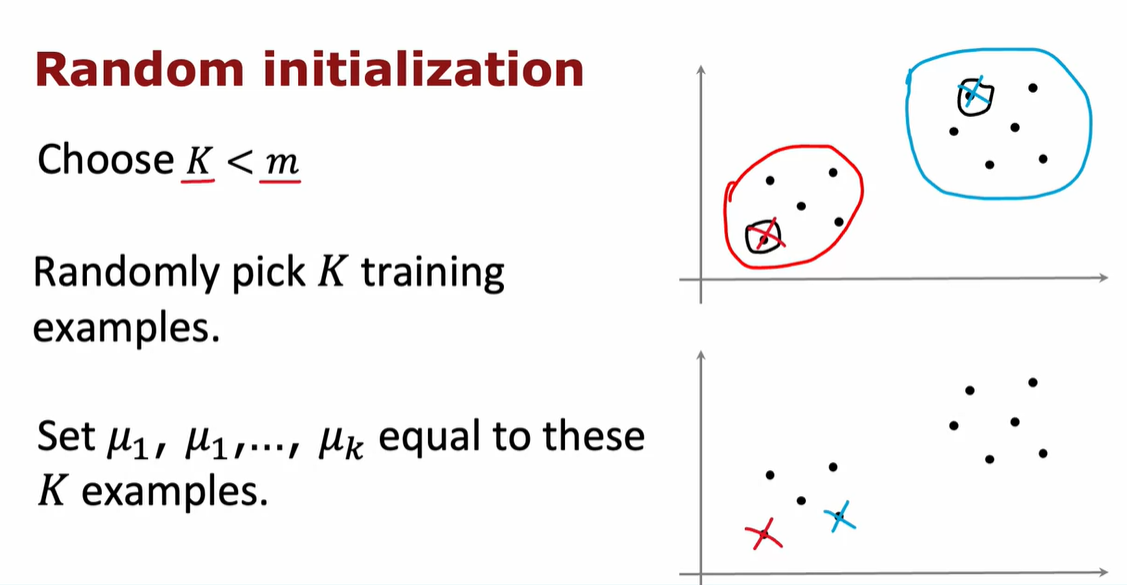 Random initialization
Choose K < m
Randomly pick K training
examples.
Set μ₁, μ₁,..., μₖ equal to these
K examples.